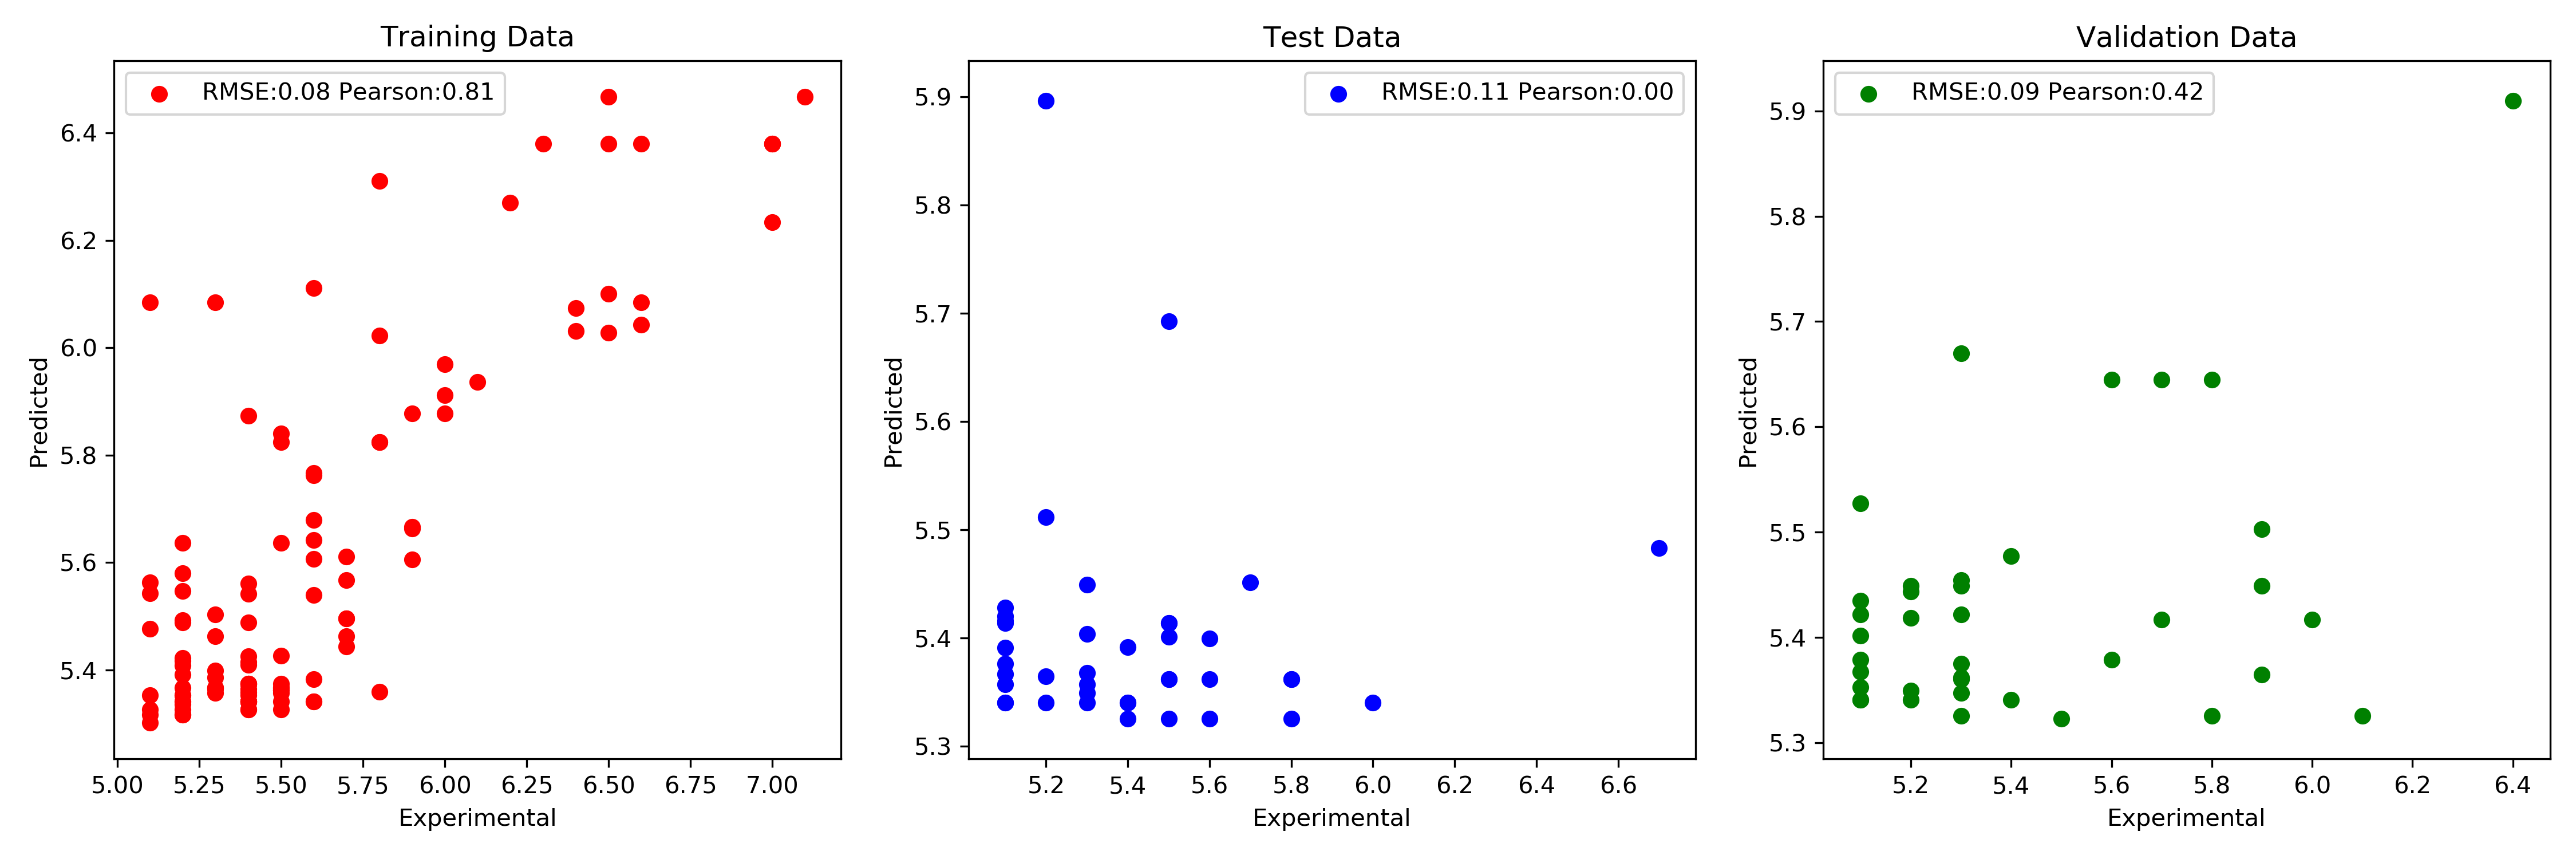 Training Data
RMSE:0.08 Pearson:0.81
6.4
6.2
6.0
5.8
5.6
5.4
Predicted
5.00 5.25 5.50 5.75 6.00 6.25 6.50 6.75 7.00
Experimental
Test Data
RMSE:0.11 Pearson:0.00
5.9
5.8
5.7
5.6
5.5
5.4
5.3
Predicted
5.2 5.4 5.6 5.8 6.0 6.2 6.4 6.6
Experimental
Validation Data
RMSE:0.09 Pearson:0.42
5.9
5.8
5.7
5.6
5.5
5.4
5.3
Predicted
5.2 5.4 5.6 5.8 6.0 6.2 6.4
Experimental